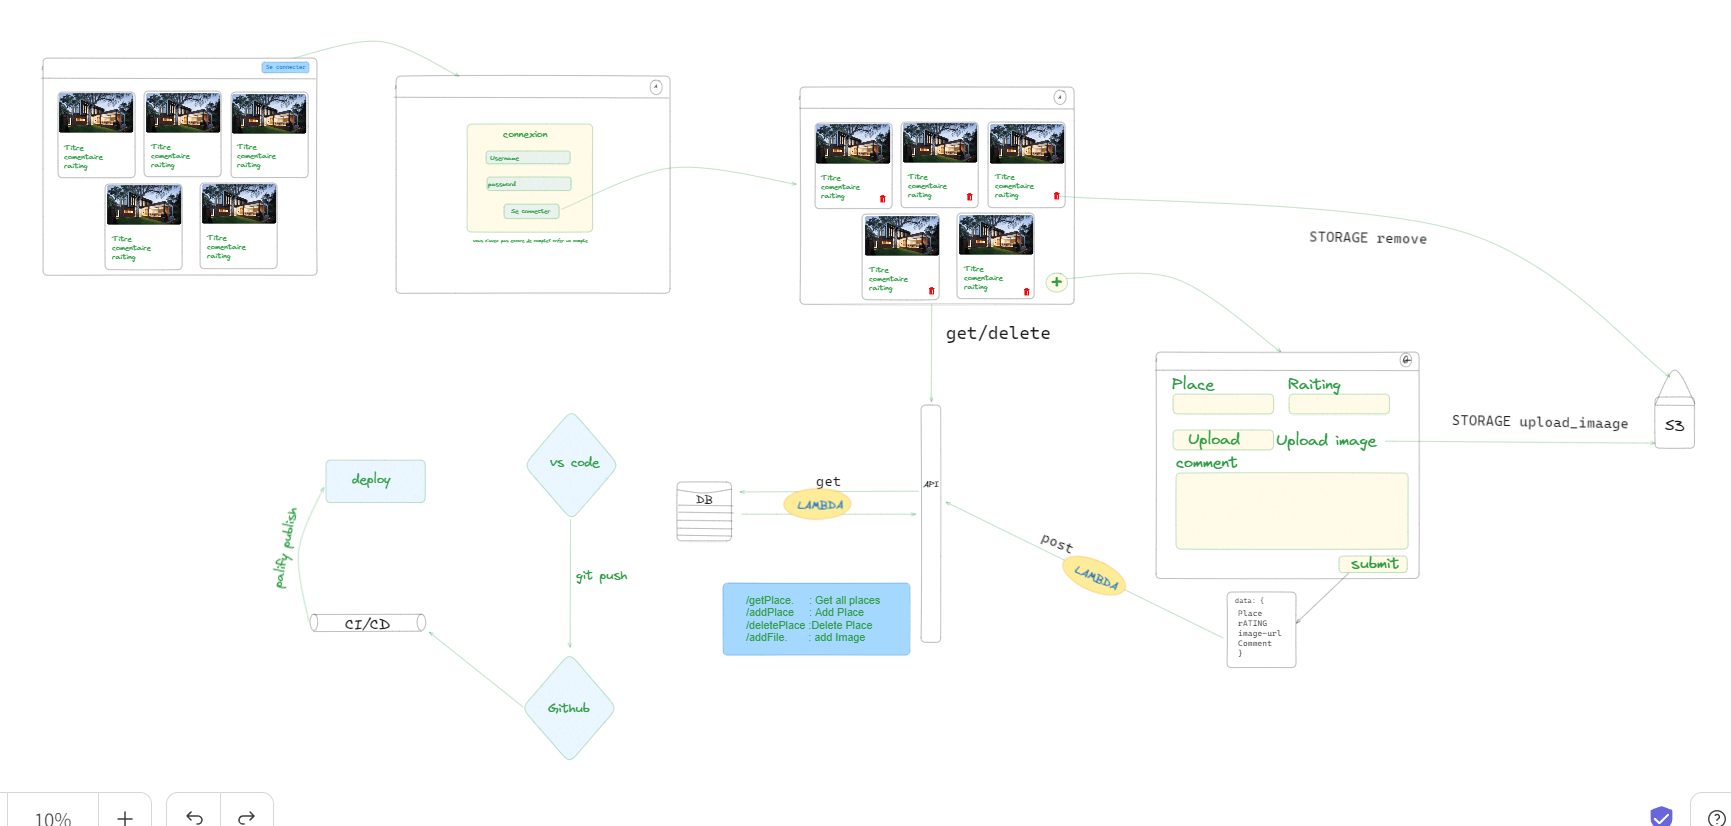 Se connecter
Titre
comentaire
raiting
Titre
comentaire
raiting
Titre
comentaire
raiting
Titre
comentaire
raiting
Titre
comentaire
raiting
A
connexion
Username
password
Se connecter
vous n'avez pas encore de compte? créer un compte
A
Titre
comentaire
raiting
Titre
comentaire
raiting
Titre
comentaire
raiting
Titre
comentaire
raiting
Titre
comentaire
raiting
+
STORAGE remove
get/delete
Place
Raiting
Upload
Upload image
comment
submit
STORAGE upload_imaage
S3
data: {
Place
rATING
image-url
Comment
}
post
LAMBDA
API
get
LAMBDA
DB
/getPlace. : Get all places
/addPlace : Add Place
/deletePlace :Delete Place
/addFile. : add Image
vs code
git push
Github
CI/CD
palify publish
deploy
10%